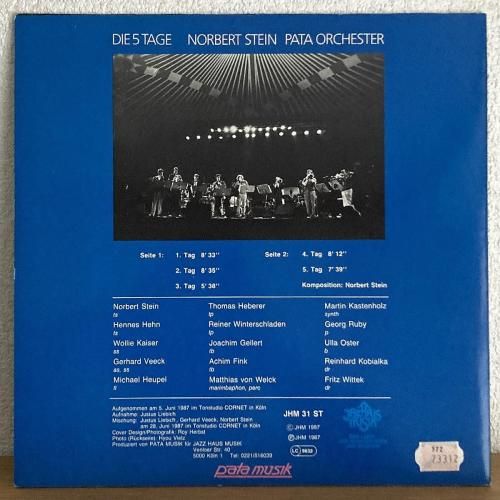 DIE 5 TAGE NORBERT STEIN PATA ORCHESTER
Seite 1: 1. Tag 8'33"
2. Tag 8'35"
3. Tag 5'38"
Seite 2: 4. Tag 8'12"
5. Tag 7'39"
Komposition: Norbert Stein
Norbert Stein
ts
Hennes Hehn
ts
Wollie Kaiser
ss
Gerhard Veeck
as, ss
Michael Heupel
fl
Thomas Heberer
tp
Reiner Winterschladen
tp
Joachim Gellert
tb
Achim Fink
tb
Matthias von Welck
marimbaphon, perc
Martin Kastenholz
synth
Georg Ruby
p
Ulla Oster
b
Reinhard Kobialka
dr
Fritz Wittek
dr
Aufgenommen am 5. Juni 1987 im Tonstudio CORNET in Köln
Aufnahme: Justus Liebich
Mischung: Justus Liebich, Gerhard Veeck, Norbert Stein
am 28. Juni 1987 im Tonstudio CORNET in Köln
Cover Design/Photografik: Roy Herbst
Photo (Rückseite): Hyou Vielz
Produziert von PATA MUSIK für JAZZ HAUS MUSIK
Venloer Str. 40
5000 Köln 1 Tel.: 0221/516039
JHM 31 ST
Ⓒ JHM 1987
Ⓟ JHM 1987
LC 9632
572
pata musik